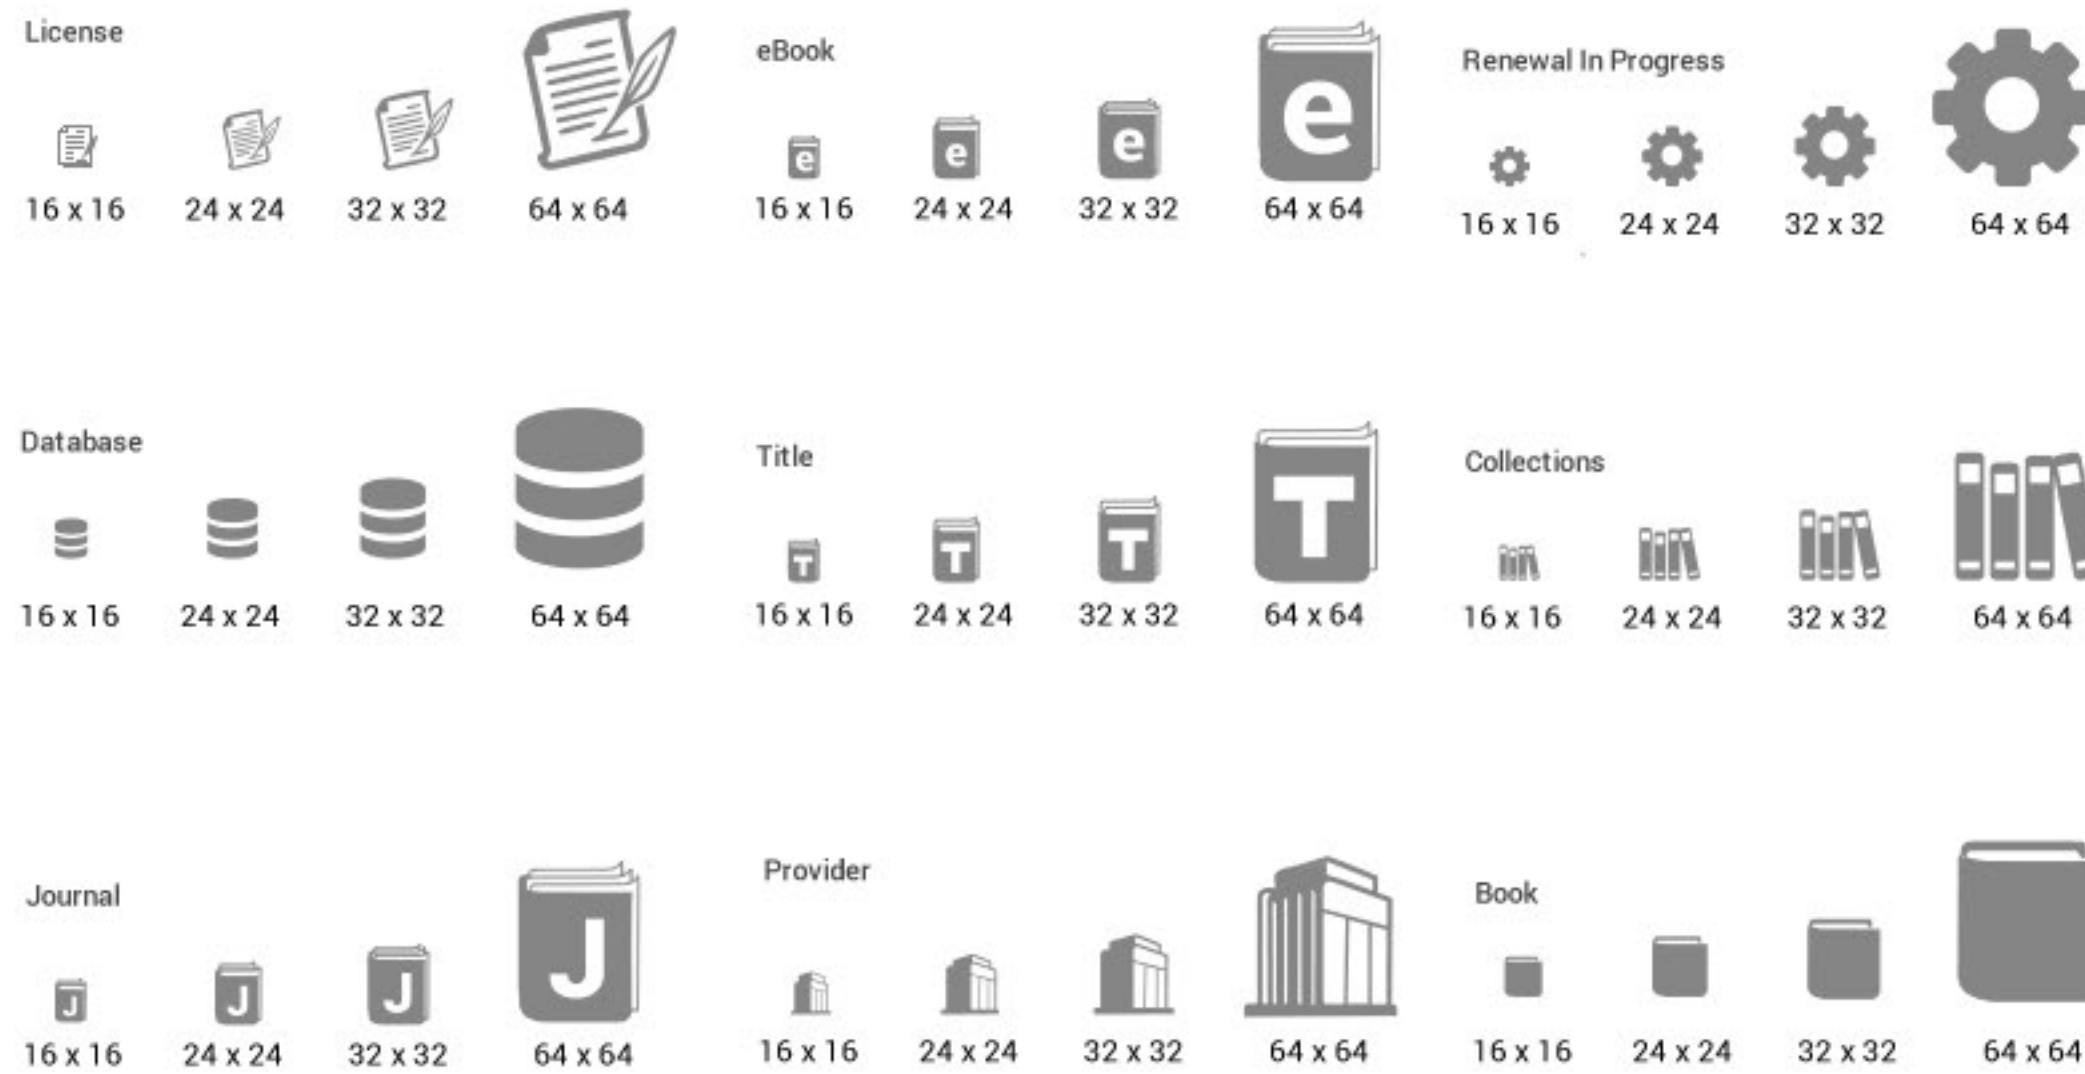 License
16 x 16 24 x 24 32 x 32 64 x 64
eBook
e e e e
16 x 16 24 x 24 32 x 32 64 x 64
Renewal In Progress
16 x 16 24 x 24 32 x 32 64 x 64
Database
16 x 16 24 x 24 32 x 32 64 x 64
Title
T T T T
16 x 16 24 x 24 32 x 32 64 x 64
Collections
16 x 16 24 x 24 32 x 32 64 x 64
Journal
J J J J
16 x 16 24 x 24 32 x 32 64 x 64
Provider
16 x 16 24 x 24 32 x 32 64 x 64
Book
16 x 16 24 x 24 32 x 32 64 x 64